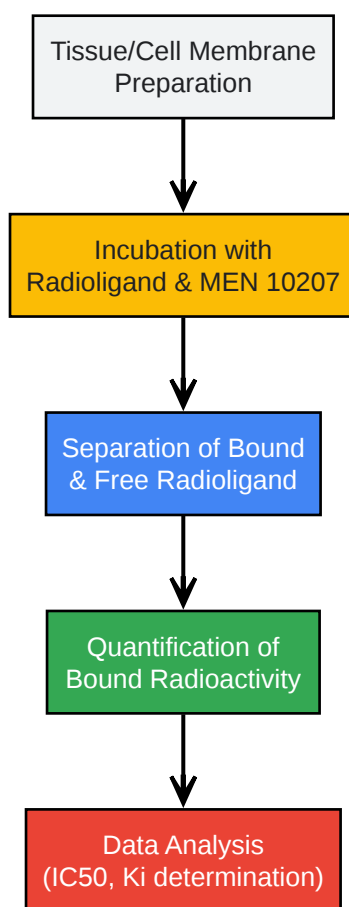 Tissue/Cell Membrane
Preparation
Incubation with
Radioligand & MEN 10207
Separation of Bound
& Free Radioligand
Quantification of
Bound Radioactivity
Data Analysis
(IC50, Ki determination)